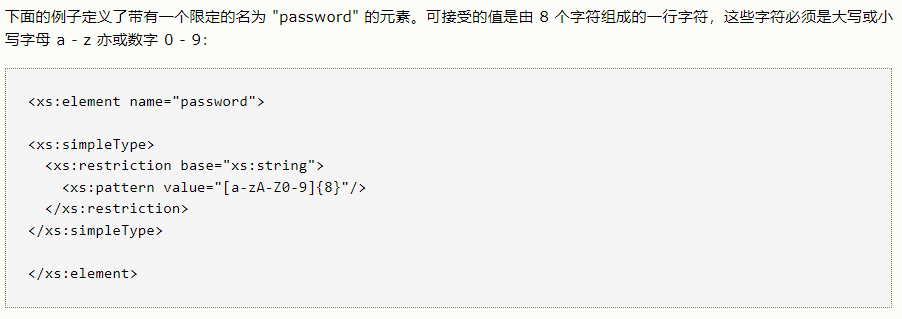 下面的例子定义了带有一个限定的名为 "password" 的元素。可接受的值是由 8 个字符组成的一行字符，这些字符必须是大写或小
写字母 a - z 亦或数字 0 - 9：
<xs:element name="password">
<xs:simpleType>
  <xs:restriction base="xs:string">
    <xs:pattern value="[a-zA-Z0-9]{8}"/>
  </xs:restriction>
</xs:simpleType>
</xs:element>